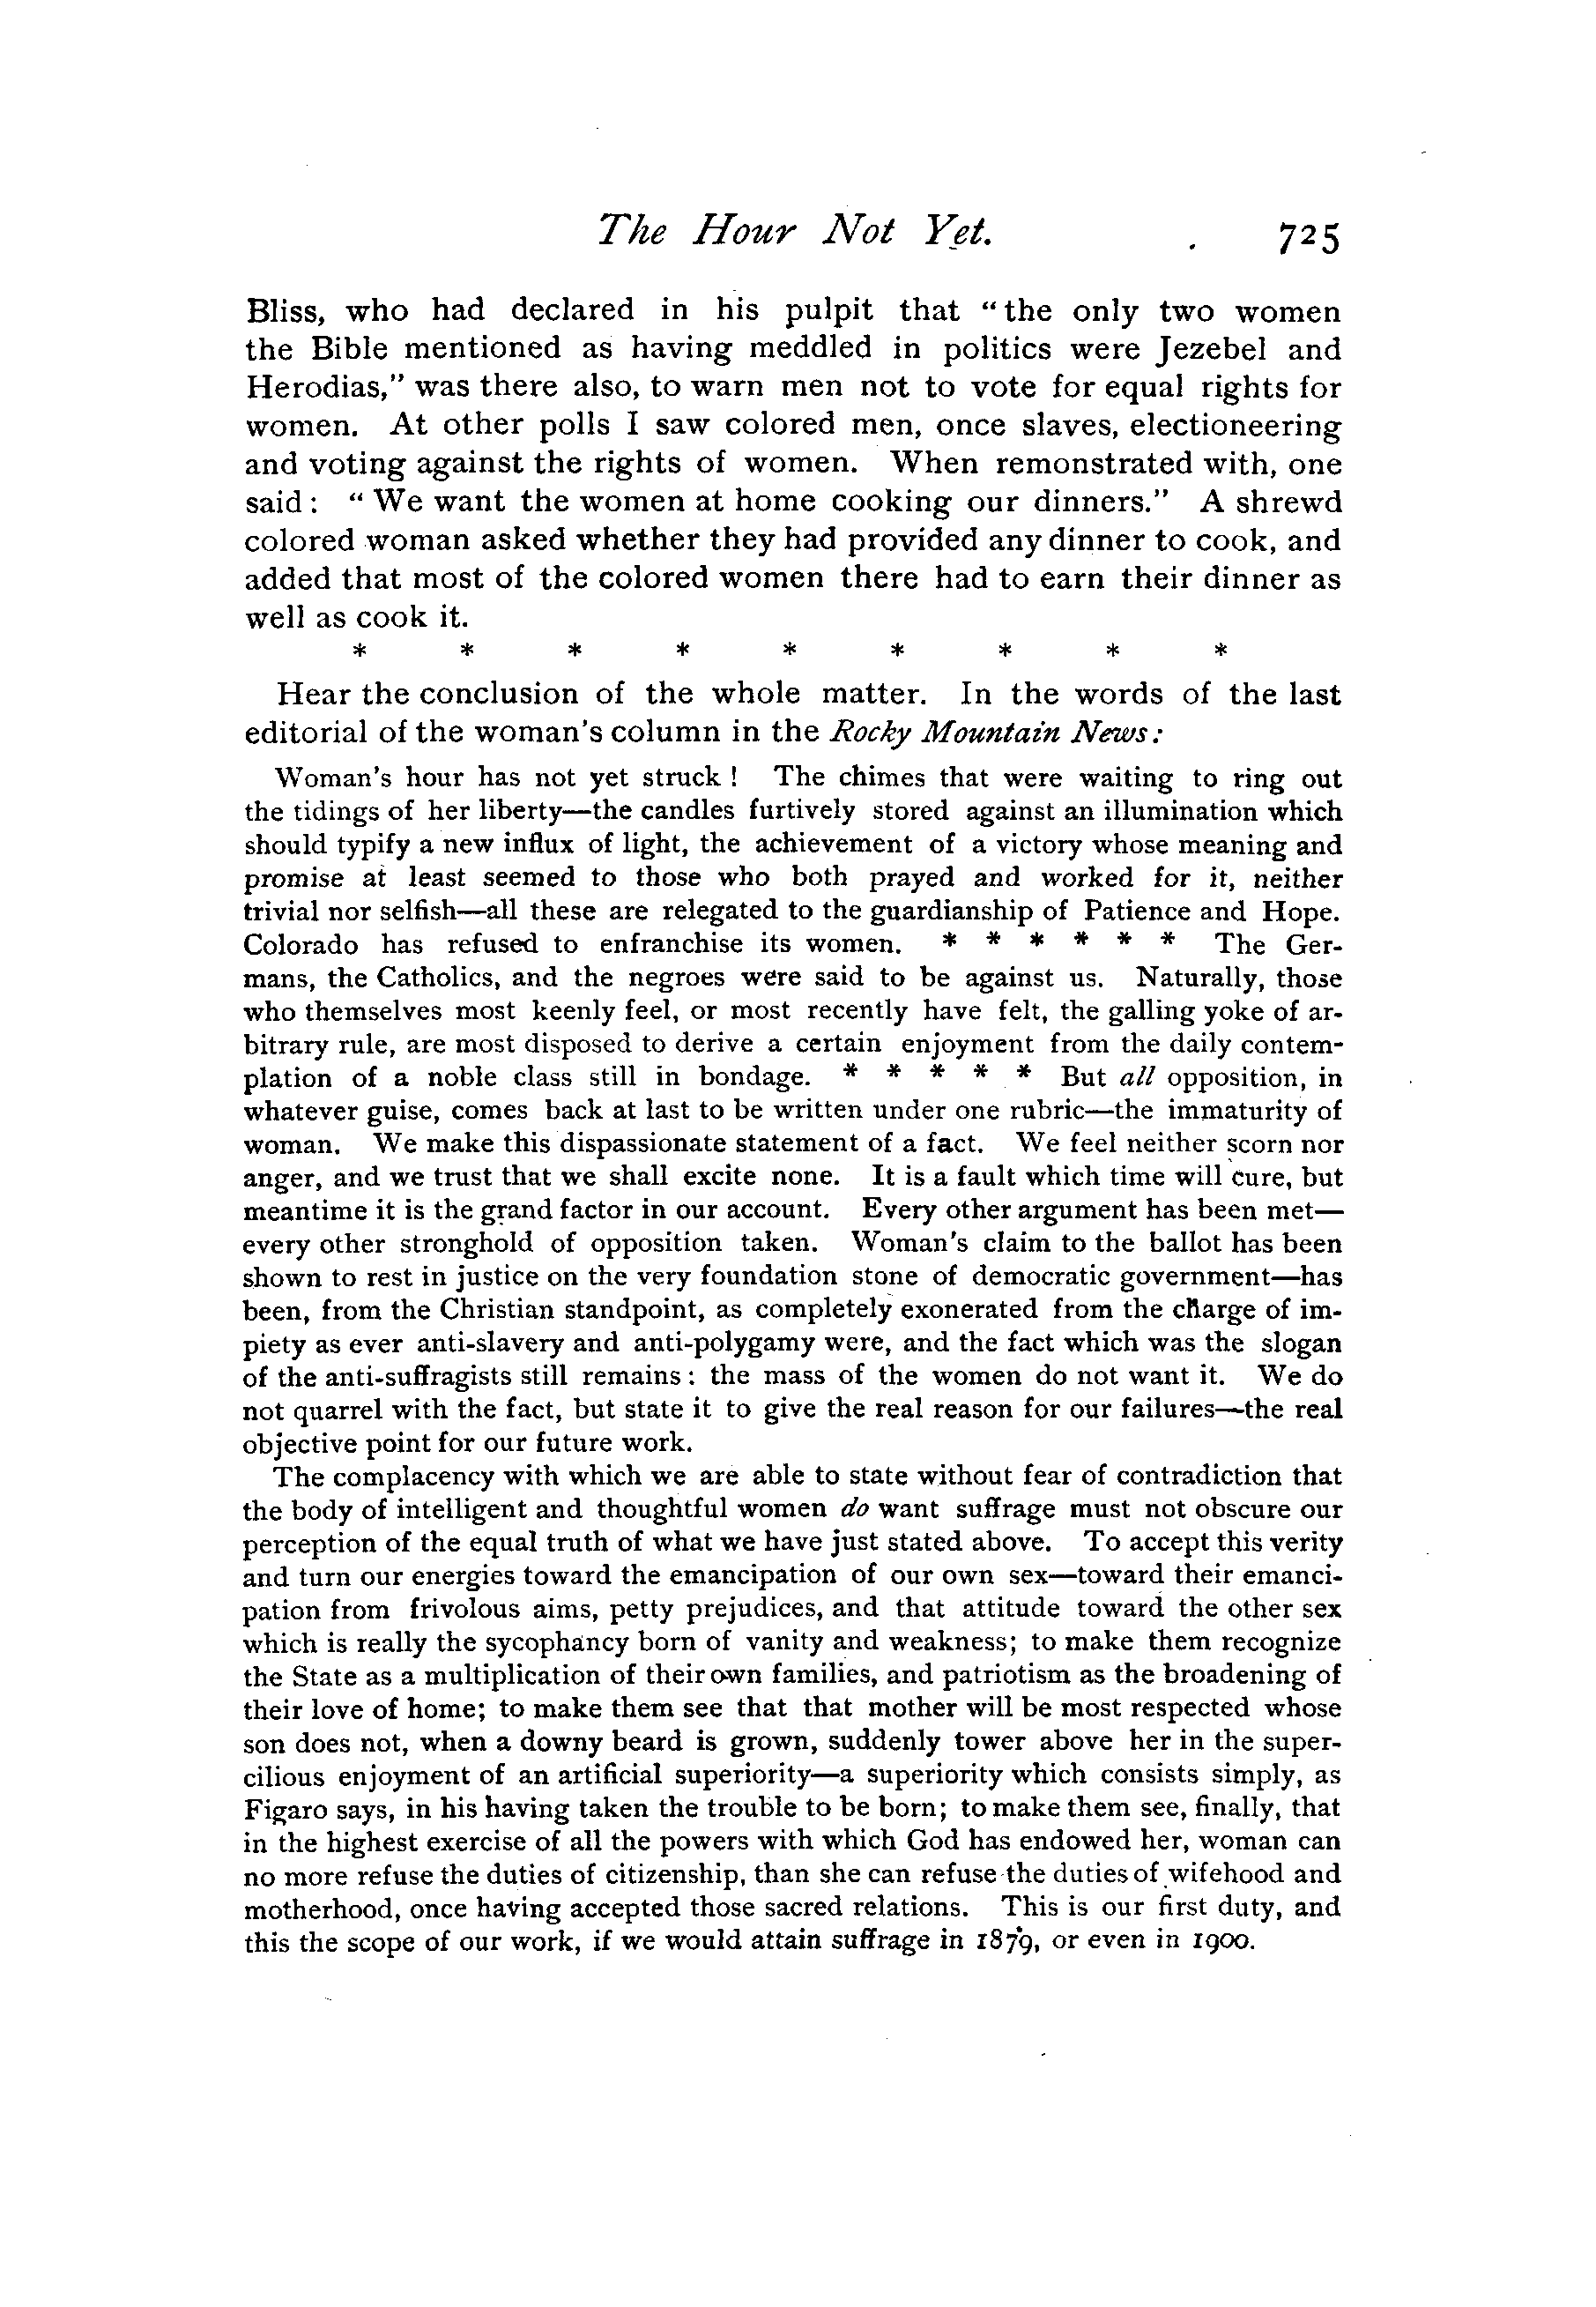 The Hour Not Yet. 725
Bliss, who had declared in his pulpit that “the only two women
the Bible mentioned as having meddled in politics were Jezebel and
Herodias,” was there also, to warn men not to vote for equal rights for
women. At other polls I saw colored men, once slaves, electioneering
and voting against the rights of women. When remonstrated with, one
said: “We want the women at home cooking our dinners.” A shrewd
colored woman asked whether they had provided any dinner to cook, and
added that most of the colored women there had to earn their dinner as
well as cook it.
* * * * * * * * *
Hear the conclusion of the whole matter. In the words of the last
editorial of the woman's column in the Rocky Mountain News:
Woman's hour has not yet struck! The chimes that were waiting to ring out
the tidings of her liberty—the candles furtively stored against an illumination which
should typify a new influx of light, the achievement of a victory whose meaning and
promise at least seemed to those who both prayed and worked for it, neither
trivial nor selfish—all these are relegated to the guardianship of Patience and Hope.
Colorado has refused to enfranchise its women. * * * * * * The Ger-
mans, the Catholics, and the negroes were said to be against us. Naturally, those
who themselves most keenly feel, or most recently have felt, the galling yoke of ar-
bitrary rule, are most disposed to derive a certain enjoyment from the daily contem-
plation of a noble class still in bondage. * * * * * But all opposition, in
whatever guise, comes back at last to be written under one rubric—the immaturity of
woman. We make this dispassionate statement of a fact. We feel neither scorn nor
anger, and we trust that we shall excite none. It is a fault which time will cure, but
meantime it is the grand factor in our account. Every other argument has been met—
every other stronghold of opposition taken. Woman's claim to the ballot has been
shown to rest in justice on the very foundation stone of democratic government—has
been, from the Christian standpoint, as completely exonerated from the charge of im-
piety as ever anti-slavery and anti-polygamy were, and the fact which was the slogan
of the anti-suffragists still remains: the mass of the women do not want it. We do
not quarrel with the fact, but state it to give the real reason for our failures—the real
objective point for our future work.
The complacency with which we are able to state without fear of contradiction that
the body of intelligent and thoughtful women do want suffrage must not obscure our
perception of the equal truth of what we have just stated above. To accept this verity
and turn our energies toward the emancipation of our own sex—toward their emanci-
pation from frivolous aims, petty prejudices, and that attitude toward the other sex
which is really the sycophancy born of vanity and weakness; to make them recognize
the State as a multiplication of their own families, and patriotism as the broadening of
their love of home; to make them see that that mother will be most respected whose
son does not, when a downy beard is grown, suddenly tower above her in the super-
cilious enjoyment of an artificial superiority—a superiority which consists simply, as
Figaro says, in his having taken the trouble to be born; to make them see, finally, that
in the highest exercise of all the powers with which God has endowed her, woman can
no more refuse the duties of citizenship, than she can refuse the duties of wifehood and
motherhood, once having accepted those sacred relations. This is our first duty, and
this the scope of our work, if we would attain suffrage in 1879, or even in 1900.